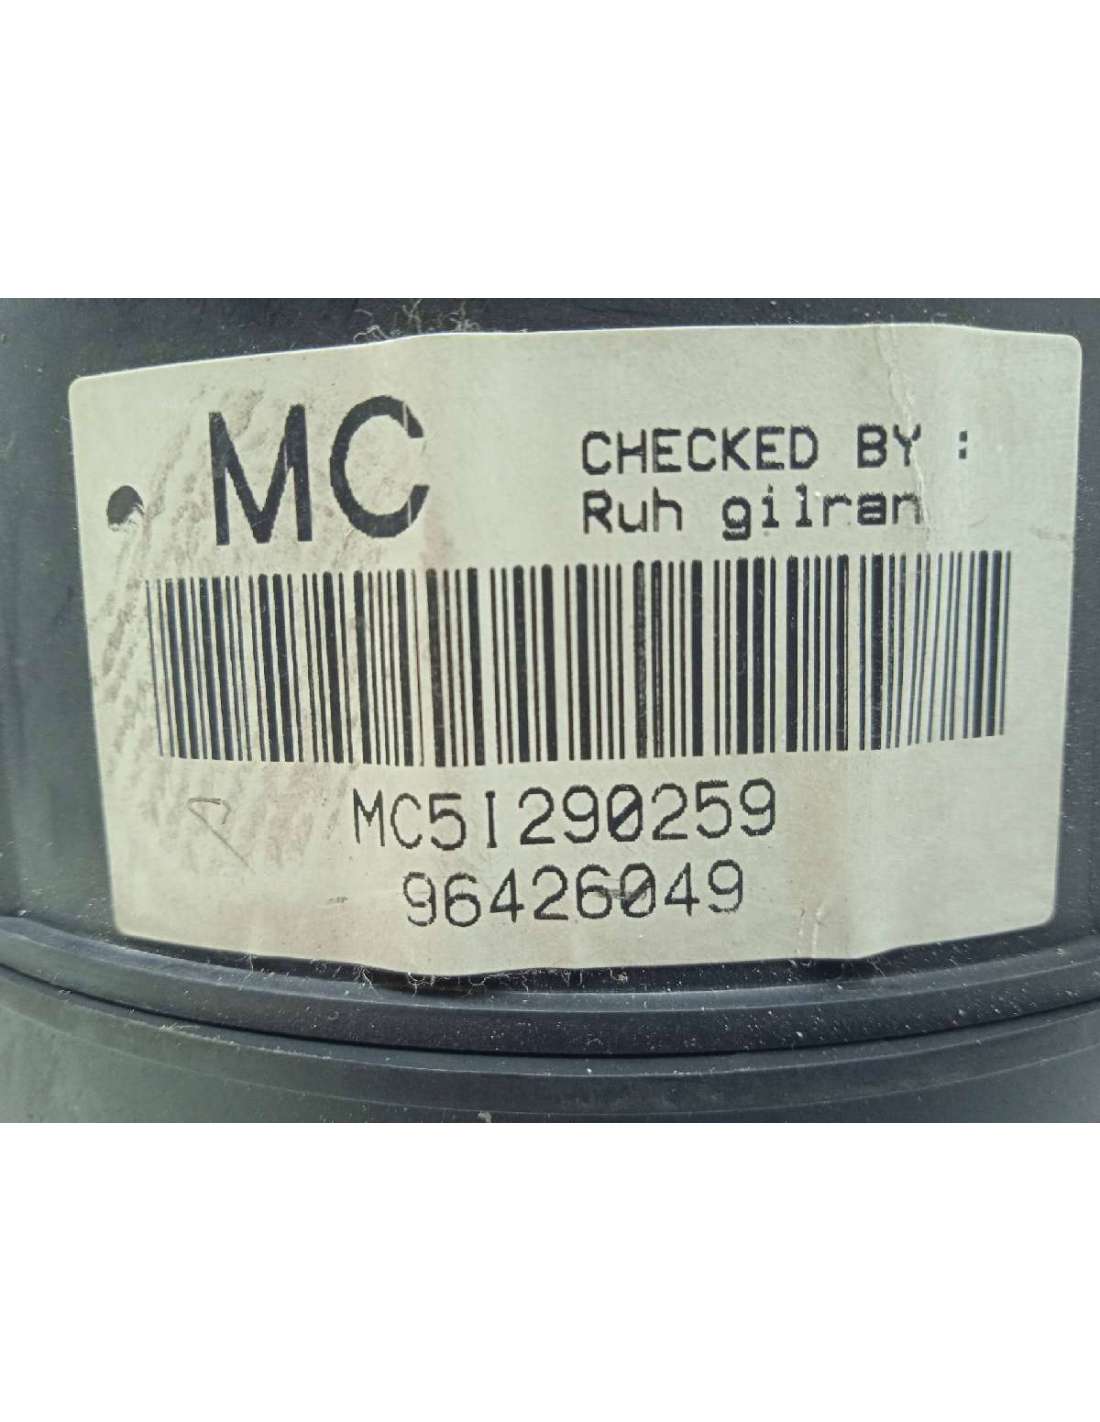 MC
CHECKED BY :
Ruh gilran
MC5I290259
96426049